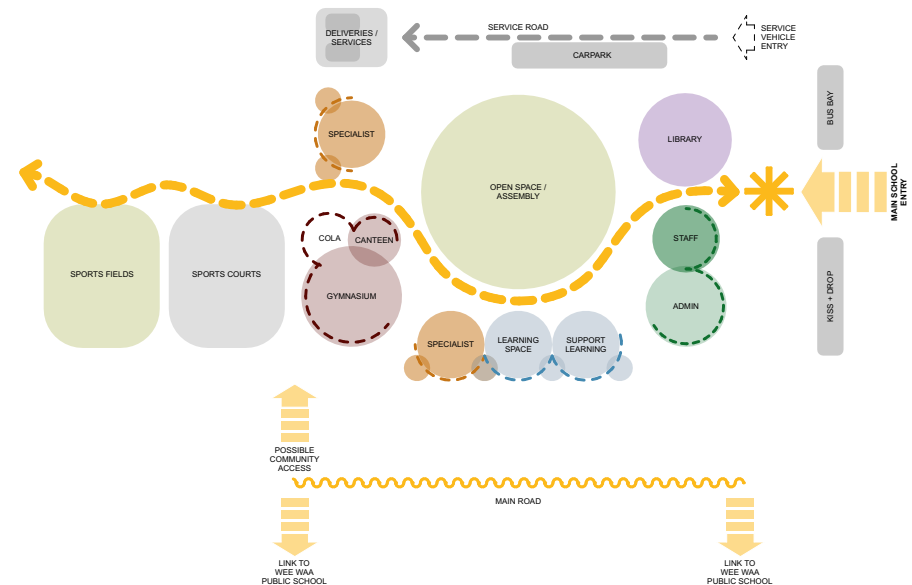 DELIVERIES /
SERVICES
SERVICE ROAD
CARPARK
SERVICE
VEHICLE
ENTRY
BUS BAY
SPECIALIST
OPEN SPACE /
ASSEMBLY
LIBRARY
MAIN SCHOOL
ENTRY
SPORTS FIELDS
SPORTS COURTS
COLA
CANTEEN
GYMNASIUM
STAFF
ADMIN
KISS + DROP
SPECIALIST
LEARNING
SPACE
SUPPORT
LEARNING
POSSIBLE
COMMUNITY
ACCESS
MAIN ROAD
LINK TO
WEE WAA
PUBLIC SCHOOL
LINK TO
WEE WAA
PUBLIC SCHOOL